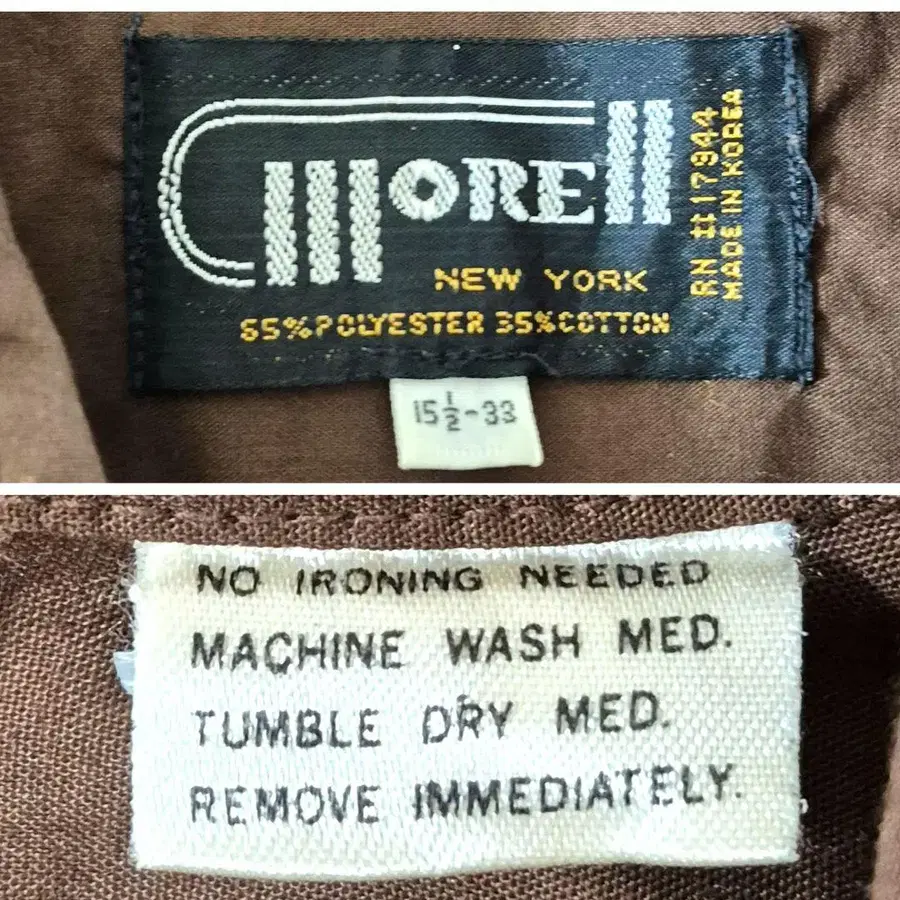 MORELL
NEW YORK
65%POLYESTER 35%COTTON
RN #17944
MADE IN KOREA
15½-33
NO IRONING NEEDED
MACHINE WASH MED.
TUMBLE DRY MED.
REMOVE IMMEDIATELY.